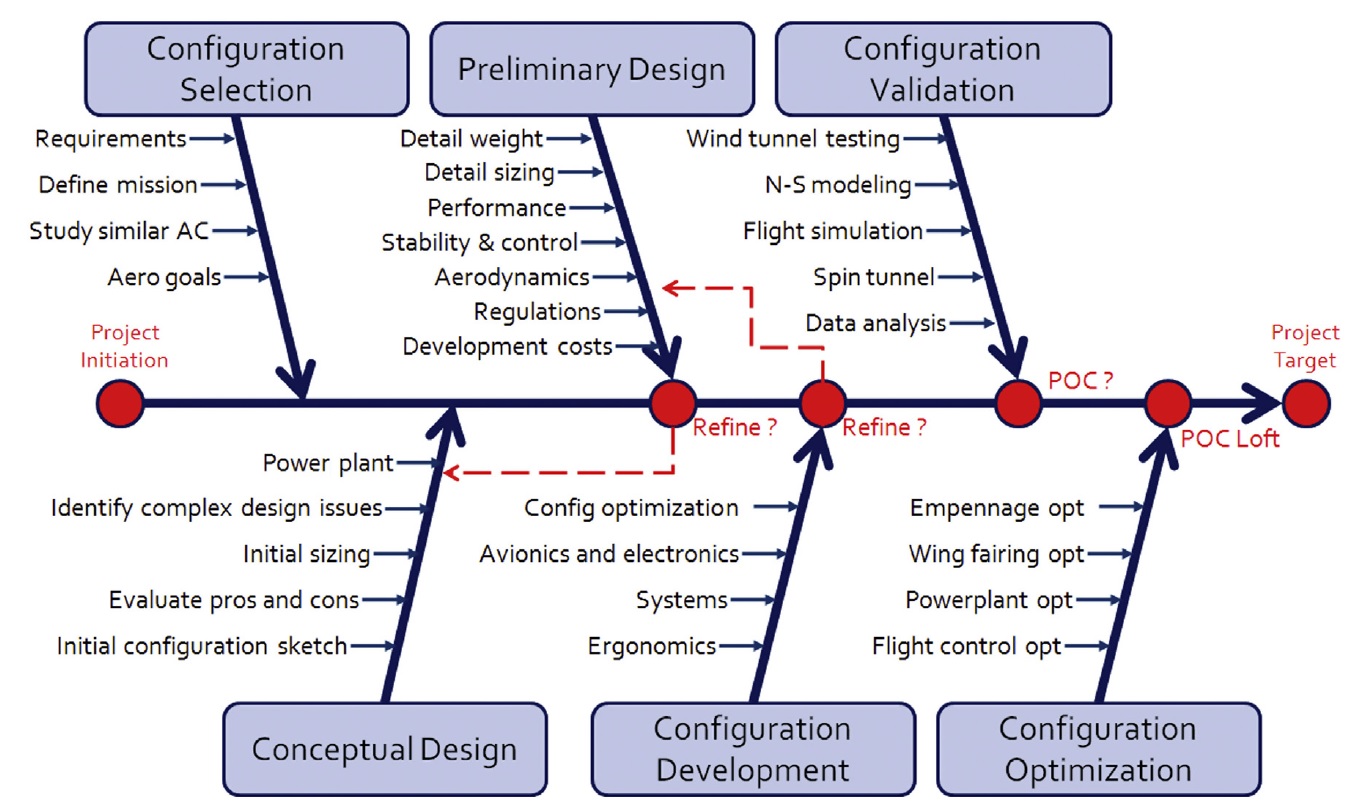 Configuration
Selection
Preliminary Design
Configuration
Validation
Requirements
Define mission
Study similar AC
Aero goals
Detail weight
Detail sizing
Performance
Stability & control
Aerodynamics
Regulations
Development costs
Wind tunnel testing
N-S modeling
Flight simulation
Spin tunnel
Data analysis
Project
Initiation
Refine ?
Refine ?
POC ?
POC Loft
Project
Target
Power plant
Identify complex design issues
Initial sizing
Evaluate pros and cons
Initial configuration sketch
Config optimization
Avionics and electronics
Systems
Ergonomics
Empennage opt
Wing fairing opt
Powerplant opt
Flight control opt
Conceptual Design
Configuration
Development
Configuration
Optimization